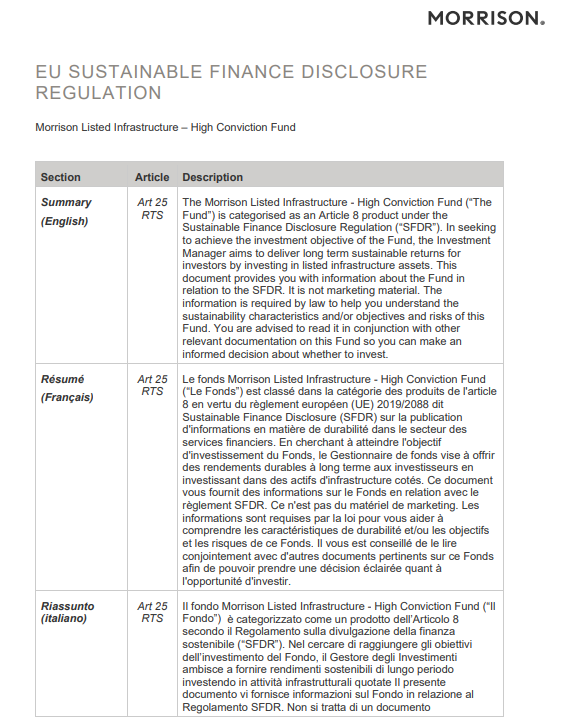 MORRISON.
EU SUSTAINABLE FINANCE DISCLOSURE
REGULATION
Morrison Listed Infrastructure – High Conviction Fund
Section Article Description
Summary
(English)
Art 25
RTS
The Morrison Listed Infrastructure - High Conviction Fund (“The
Fund”) is categorised as an Article 8 product under the
Sustainable Finance Disclosure Regulation (“SFDR”). In seeking
to achieve the investment objective of the Fund, the Investment
Manager aims to deliver long term sustainable returns for
investors by investing in listed infrastructure assets. This
document provides you with information about the Fund in
relation to the SFDR. It is not marketing material. The
information is required by law to help you understand the
sustainability characteristics and/or objectives and risks of this
Fund. You are advised to read it in conjunction with other
relevant documentation on this Fund so you can make an
informed decision about whether to invest.
Résumé
(Français)
Art 25
RTS
Le fonds Morrison Listed Infrastructure - High Conviction Fund
(“Le Fonds”) est classé dans la catégorie des produits de l'article
8 en vertu du règlement européen (UE) 2019/2088 dit
Sustainable Finance Disclosure (SFDR) sur la publication
d'informations en matière de durabilité dans le secteur des
services financiers. En cherchant à atteindre l'objectif
d'investissement du Fonds, le Gestionnaire de fonds vise à offrir
des rendements durables à long terme aux investisseurs en
investissant dans des actifs d'infrastructure cotés. Ce document
vous fournit des informations sur le Fonds en relation avec le
règlement SFDR. Ce n'est pas du matériel de marketing. Les
informations sont requises par la loi pour vous aider à
comprendre les caractéristiques de durabilité et/ou les objectifs
et les risques de ce Fonds. Il vous est conseillé de le lire
conjointement avec d'autres documents pertinents sur ce Fonds
afin de pouvoir prendre une décision éclairée quant à
l'opportunité d'investir.
Riassunto
(italiano)
Art 25
RTS
Il fondo Morrison Listed Infrastructure - High Conviction Fund (“Il
Fondo”) è categorizzato come un prodotto dell’Articolo 8
secondo il Regolamento sulla divulgazione della finanza
sostenibile (“SFDR”). Nel cercare di raggiungere gli obiettivi
dell’investimento del Fondo, il Gestore degli Investimenti
ambisce a fornire rendimenti sostenibili di lungo periodo
investendo in attività infrastrutturali quotate Il presente
documento vi fornisce informazioni sul Fondo in relazione al
Regolamento SFDR. Non si tratta di un documento